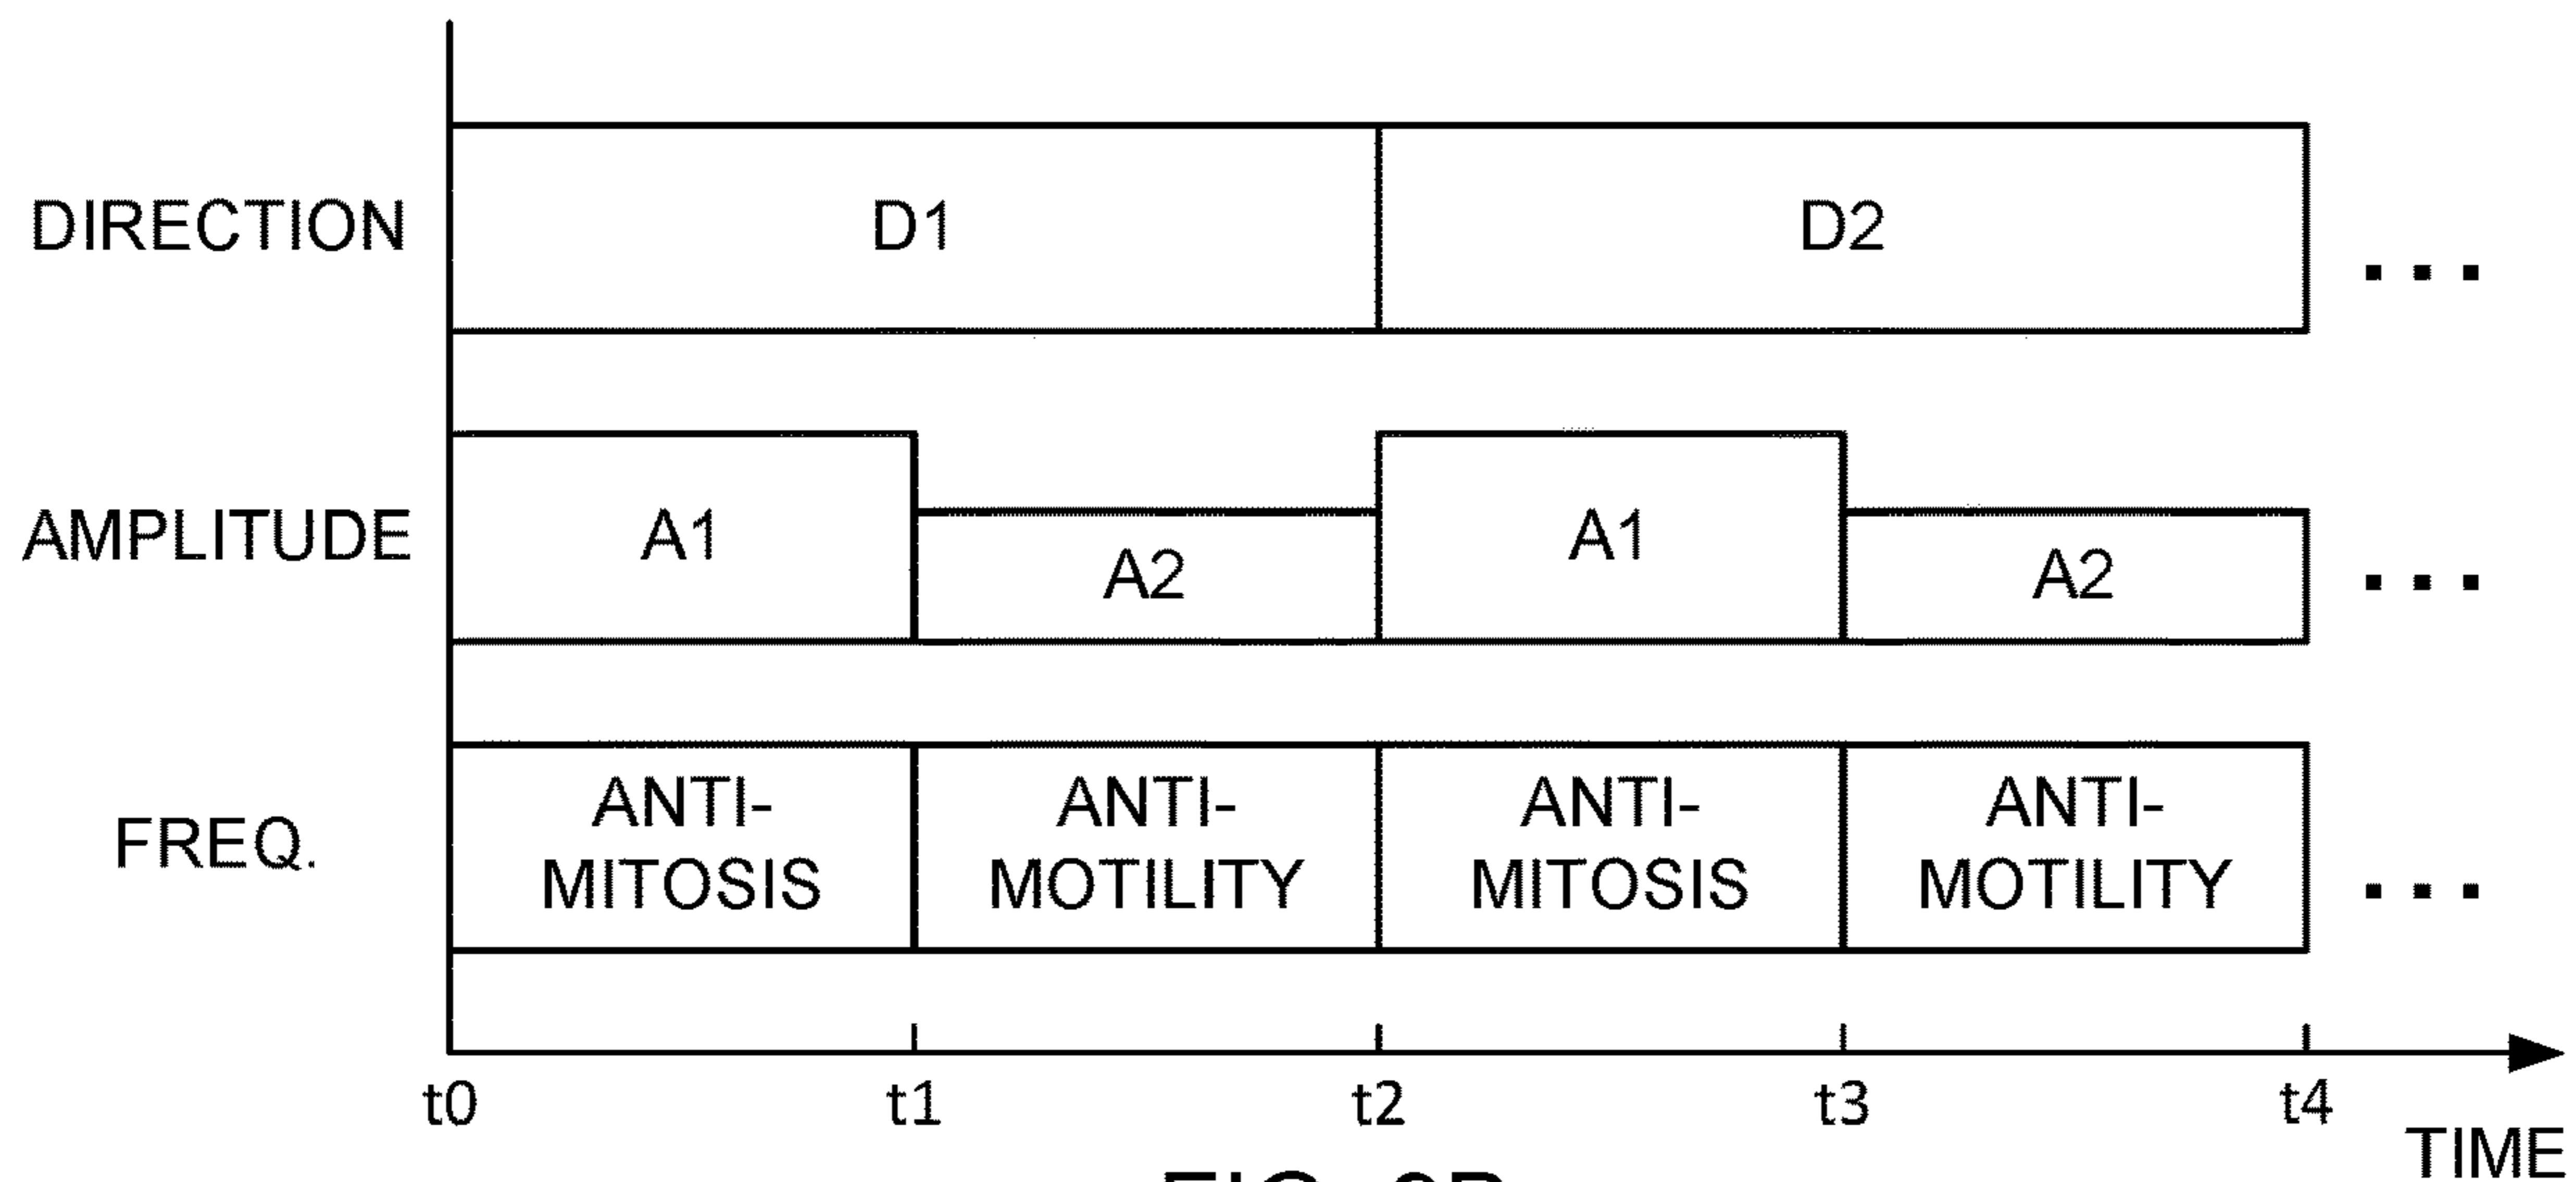 DIRECTION D1 D2 ...
AMPLITUDE A1 A2 A1 A2 ...
FREQ. ANTI-MITOSIS ANTI-MOTILITY ANTI-MITOSIS ANTI-MOTILITY ...
t0 t1 t2 t3 t4
TIME